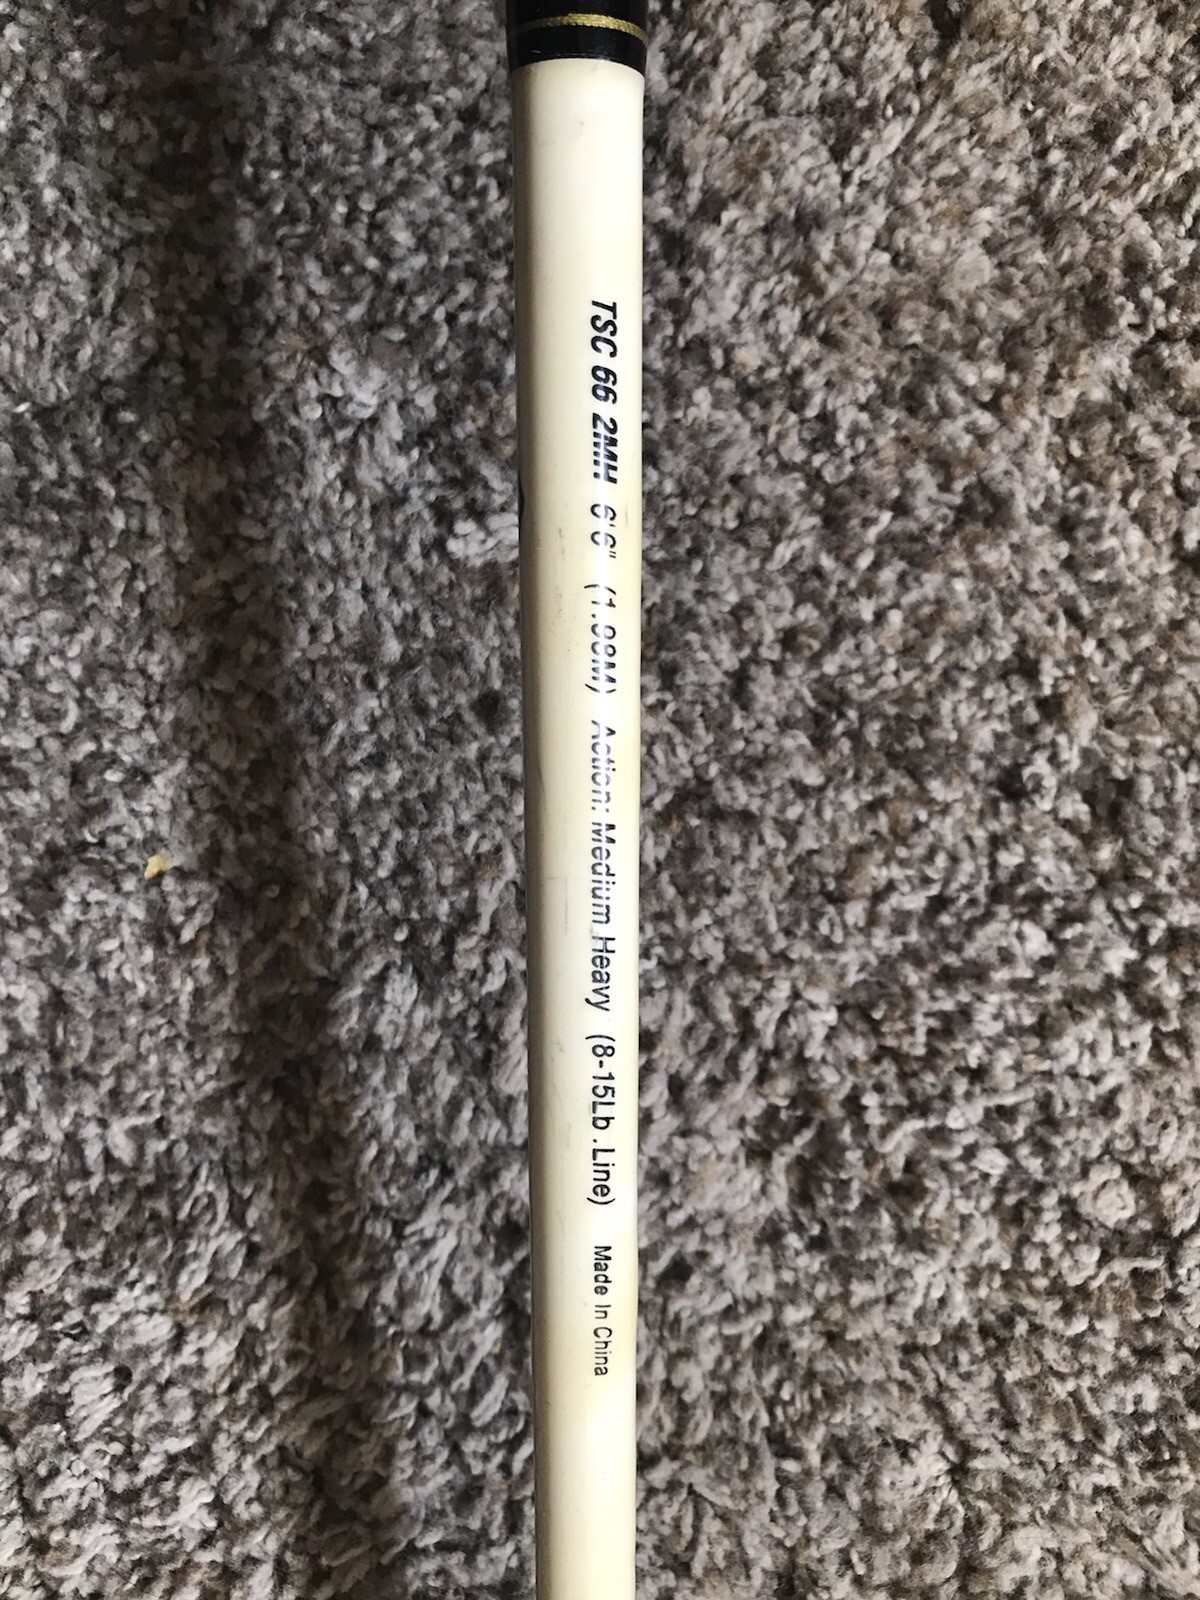 TSC 66 2MH 6'6" (1.98M) Action: Medium Heavy (8-15Lb.Line) Made In China